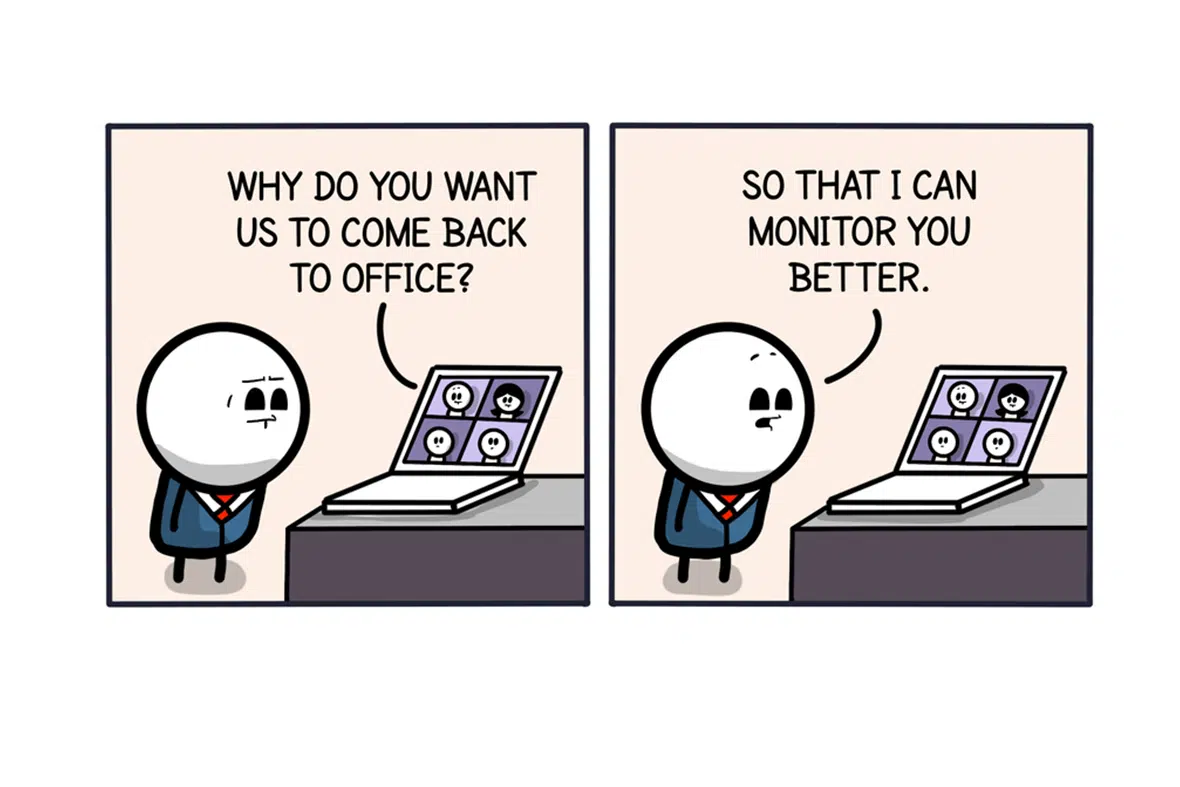 WHY DO YOU WANT
US TO COME BACK
TO OFFICE?
SO THAT I CAN
MONITOR YOU
BETTER.